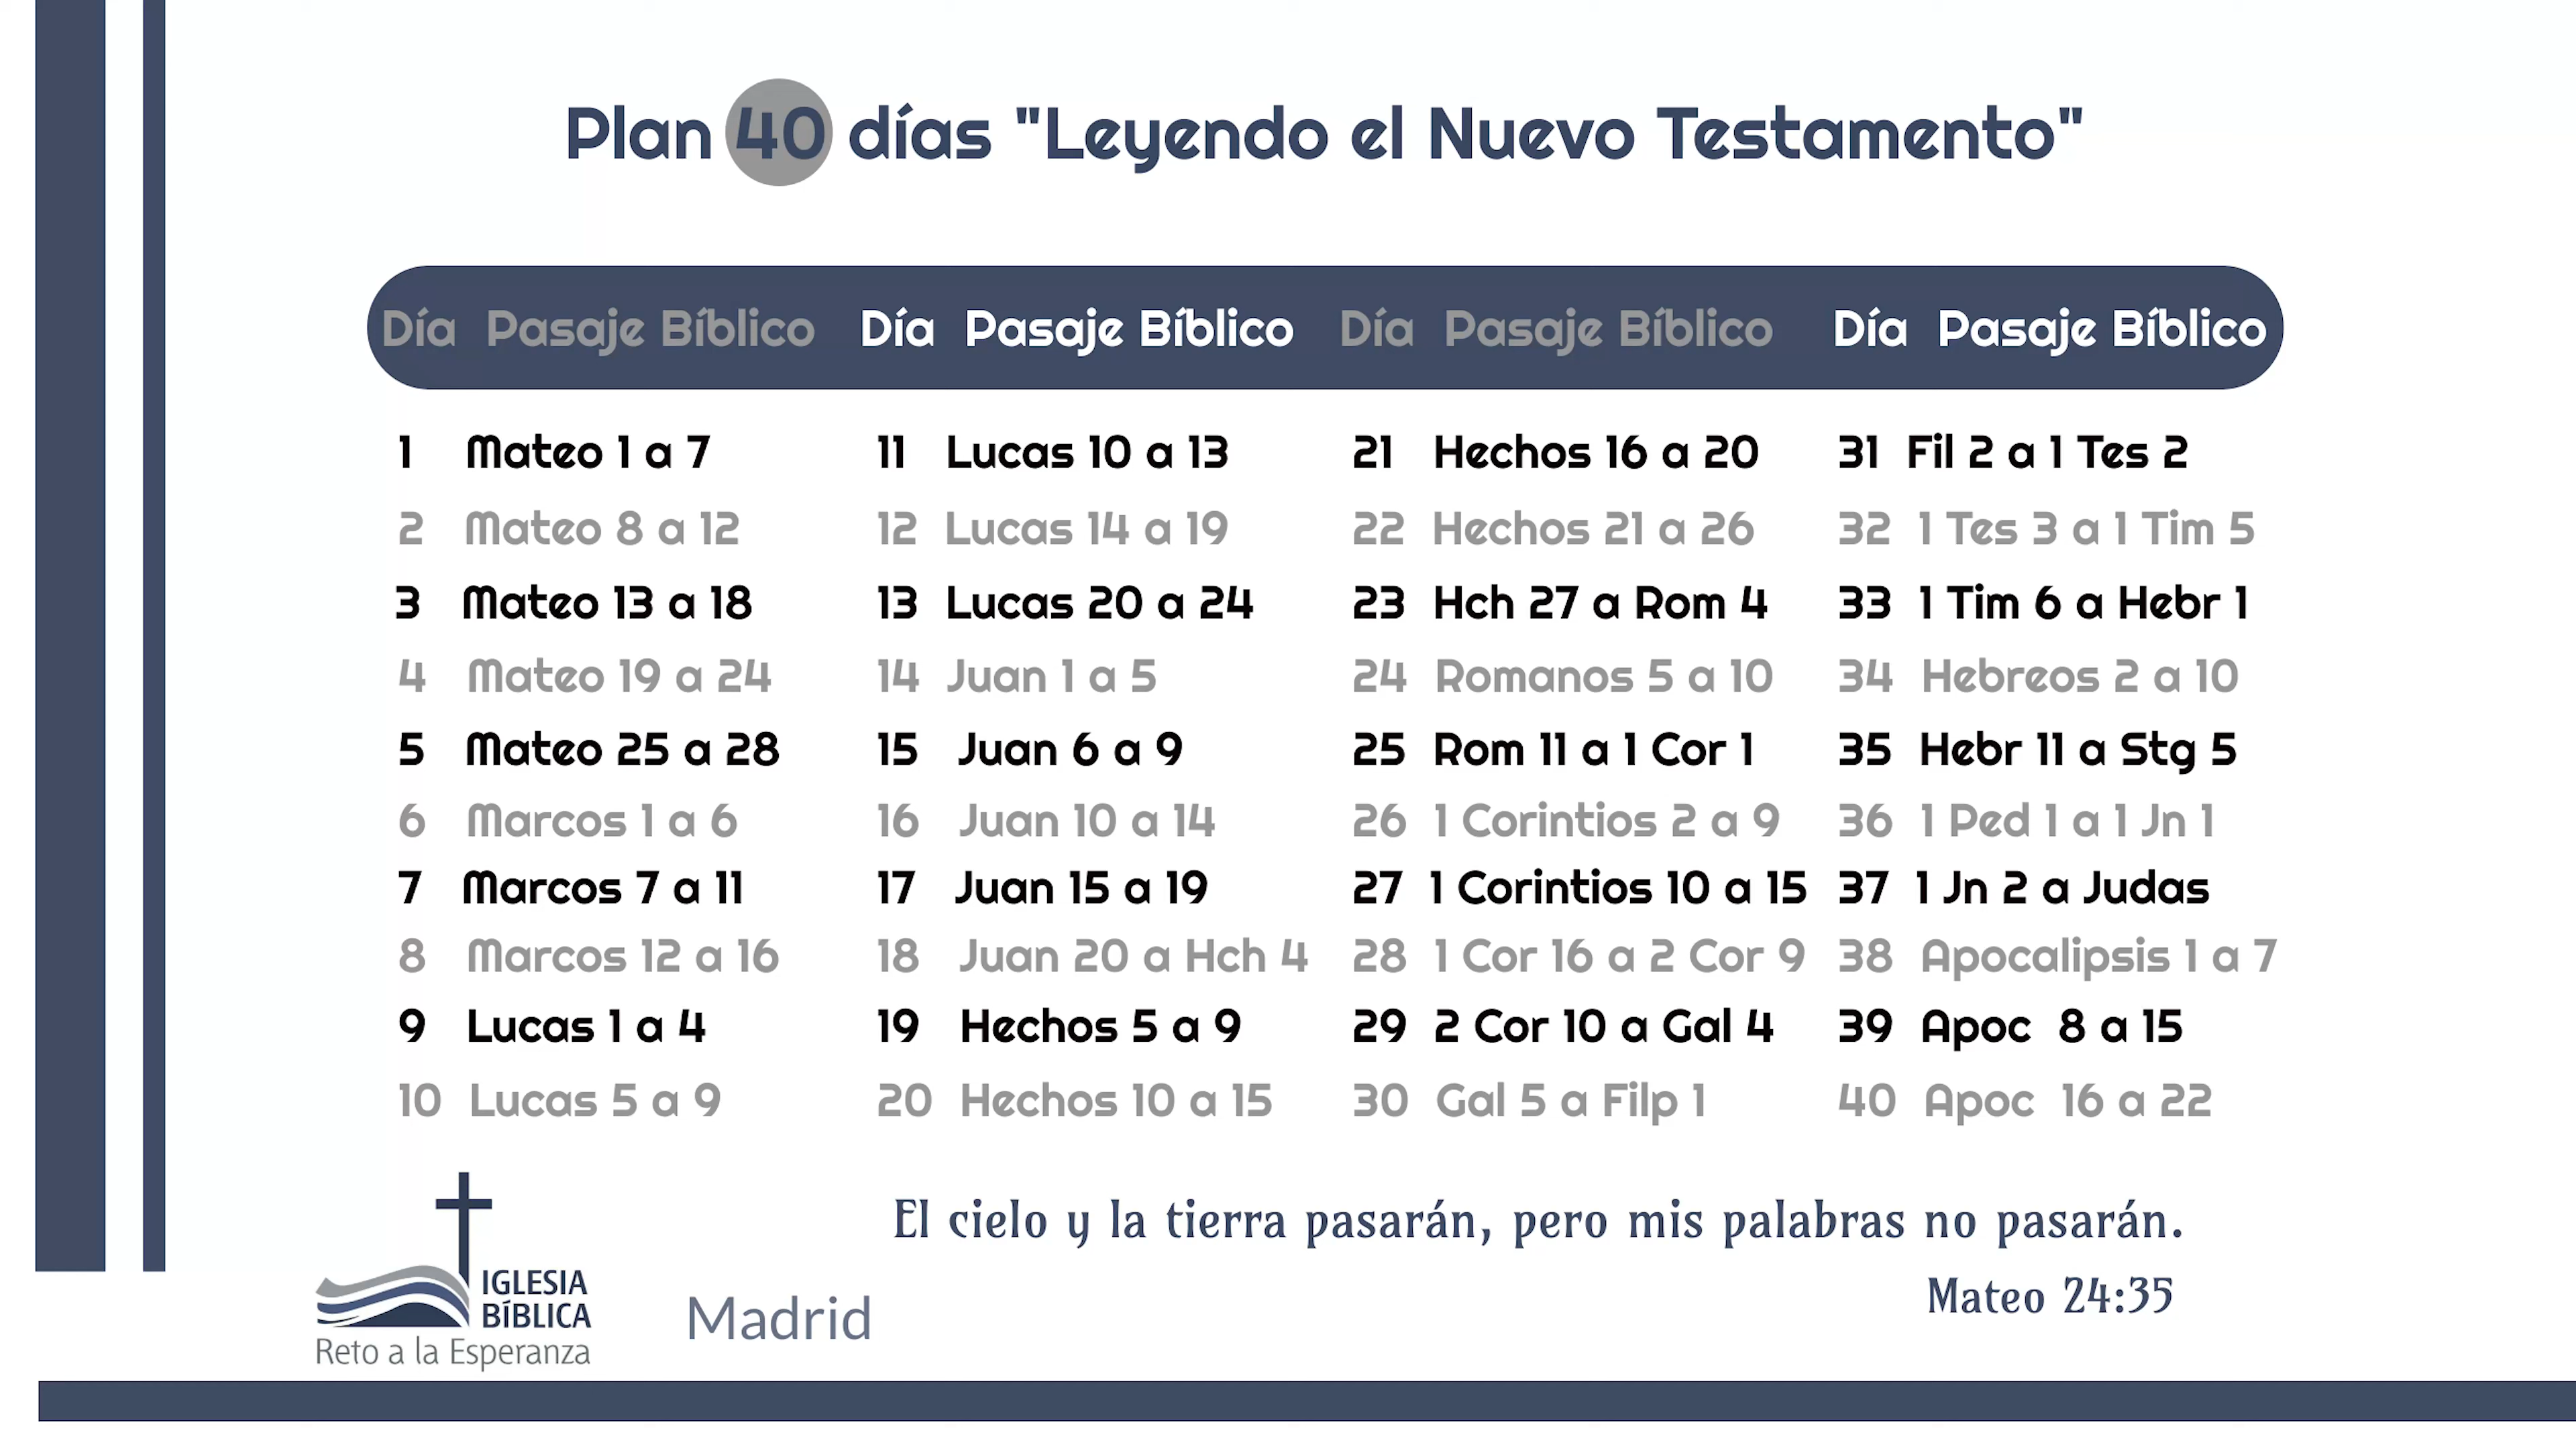 Plan 40 días "Leyendo el Nuevo Testamento"
Día Pasaje Bíblico Día Pasaje Bíblico Día Pasaje Bíblico Día Pasaje Bíblico
1 Mateo 1 a 7 11 Lucas 10 a 13 21 Hechos 16 a 20 31 Fil 2 a 1 Tes 2
2 Mateo 8 a 12 12 Lucas 14 a 19 22 Hechos 21 a 26 32 1 Tes 3 a 1 Tim 5
3 Mateo 13 a 18 13 Lucas 20 a 24 23 Hch 27 a Rom 4 33 1 Tim 6 a Hebr 1
4 Mateo 19 a 24 14 Juan 1 a 5 24 Romanos 5 a 10 34 Hebreos 2 a 10
5 Mateo 25 a 28 15 Juan 6 a 9 25 Rom 11 a 1 Cor 1 35 Hebr 11 a Stg 5
6 Marcos 1 a 6 16 Juan 10 a 14 26 1 Corintios 2 a 9 36 1 Ped 1 a 1 Jn 1
7 Marcos 7 a 11 17 Juan 15 a 19 27 1 Corintios 10 a 15 37 1 Jn 2 a Judas
8 Marcos 12 a 16 18 Juan 20 a Hch 4 28 1 Cor 16 a 2 Cor 9 38 Apocalipsis 1 a 7
9 Lucas 1 a 4 19 Hechos 5 a 9 29 2 Cor 10 a Gal 4 39 Apoc 8 a 15
10 Lucas 5 a 9 20 Hechos 10 a 15 30 Gal 5 a Filp 1 40 Apoc 16 a 22
El cielo y la tierra pasarán, pero mis palabras no pasarán.
Mateo 24:35
IGLESIA
BÍBLICA
Reto a la Esperanza
Madrid